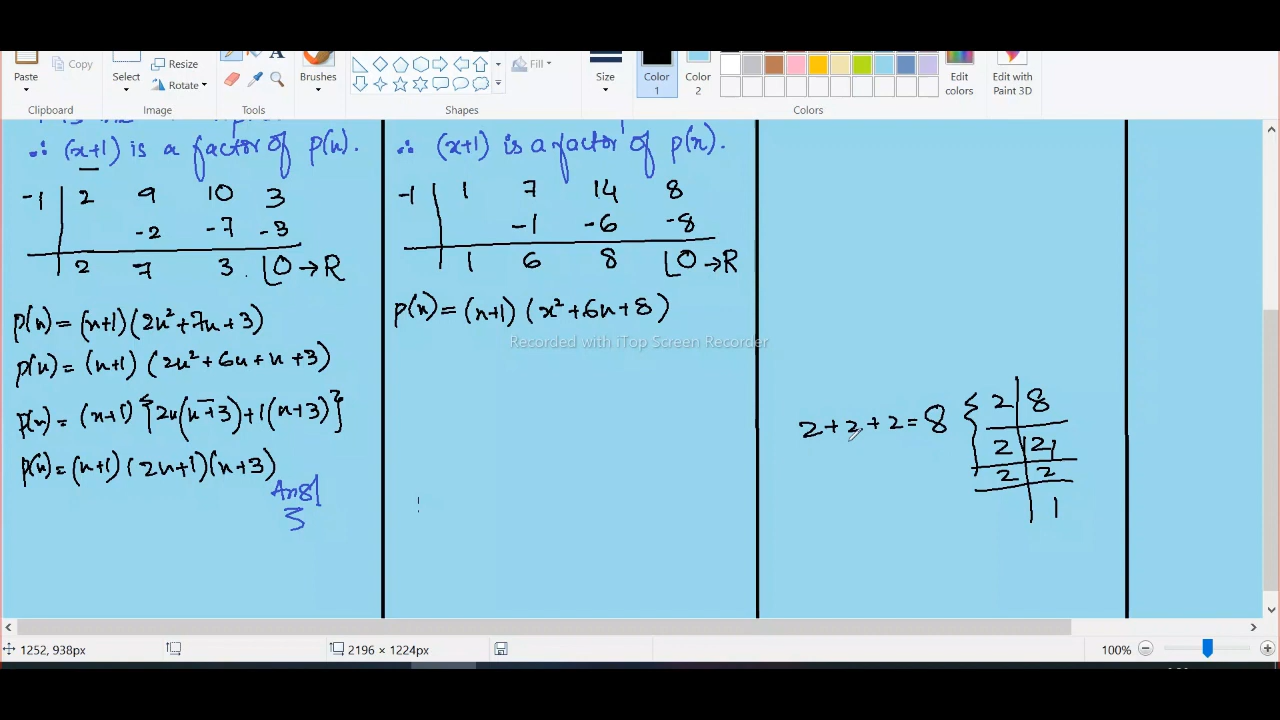 Paste
Copy
Select
Resize
Rotate
Brushes
Fill
Size
Color 1
Color 2
Edit colors
Edit with Paint 3D
Clipboard
Image
Tools
Shapes
Colors
∴ (x+1) is a factor of p(x).
-1 | 2 9 10 3
-2 -7 -3
2 7 3 . 0 → R
p(x) = (x+1) (2x² + 7x + 3)
p(x) = (x+1) (2x² + 6x + x + 3)
p(x) = (x+1) {2x(x+3) + 1(x+3)}
p(x) = (x+1) (2x+1) (x+3)
Ans
3
∴ (x+1) is a factor of p(x).
-1 | 1 7 14 8
-1 -6 -8
1 6 8 0 → R
p(x) = (x+1) (x² + 6x + 8)
Recorded with iTop Screen Recorder
2 + 2 + 2 = 8 { 2 | 8
2 | 4
2 | 2
| 1
1252, 938px
2196 × 1224px
100%